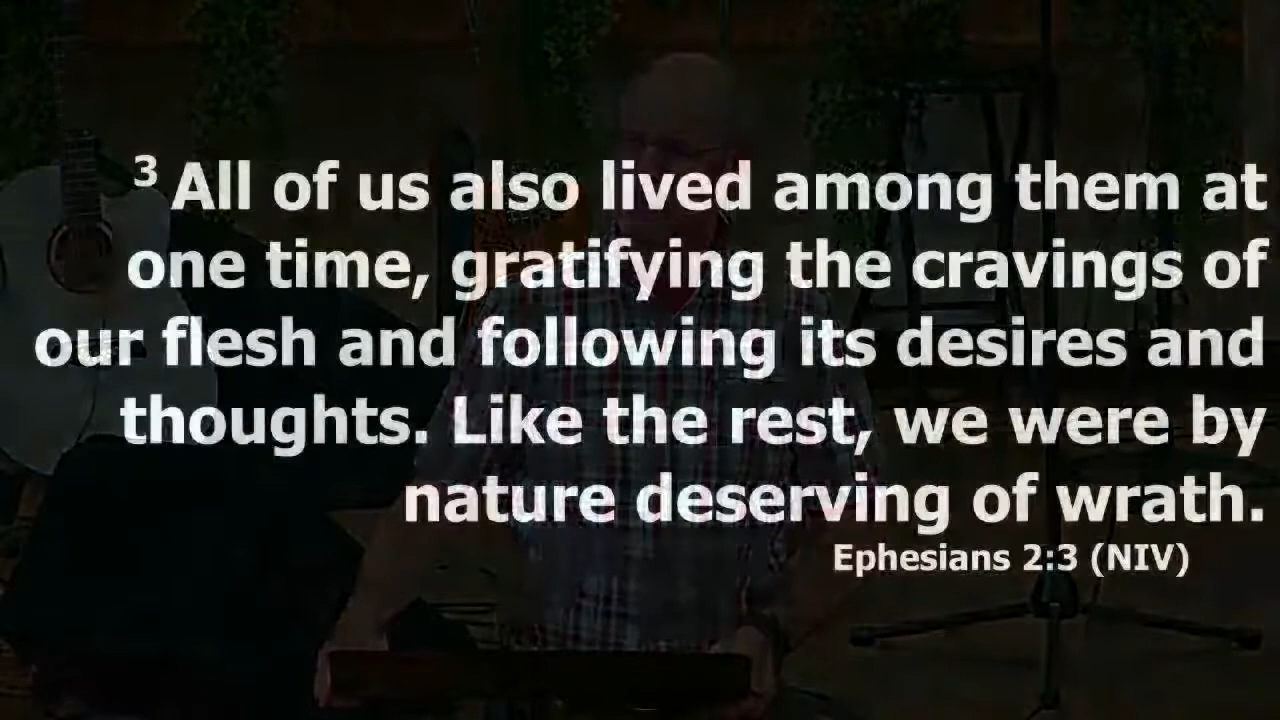 3 All of us also lived among them at
one time, gratifying the cravings of
our flesh and following its desires and
thoughts. Like the rest, we were by
nature deserving of wrath.
Ephesians 2:3 (NIV)